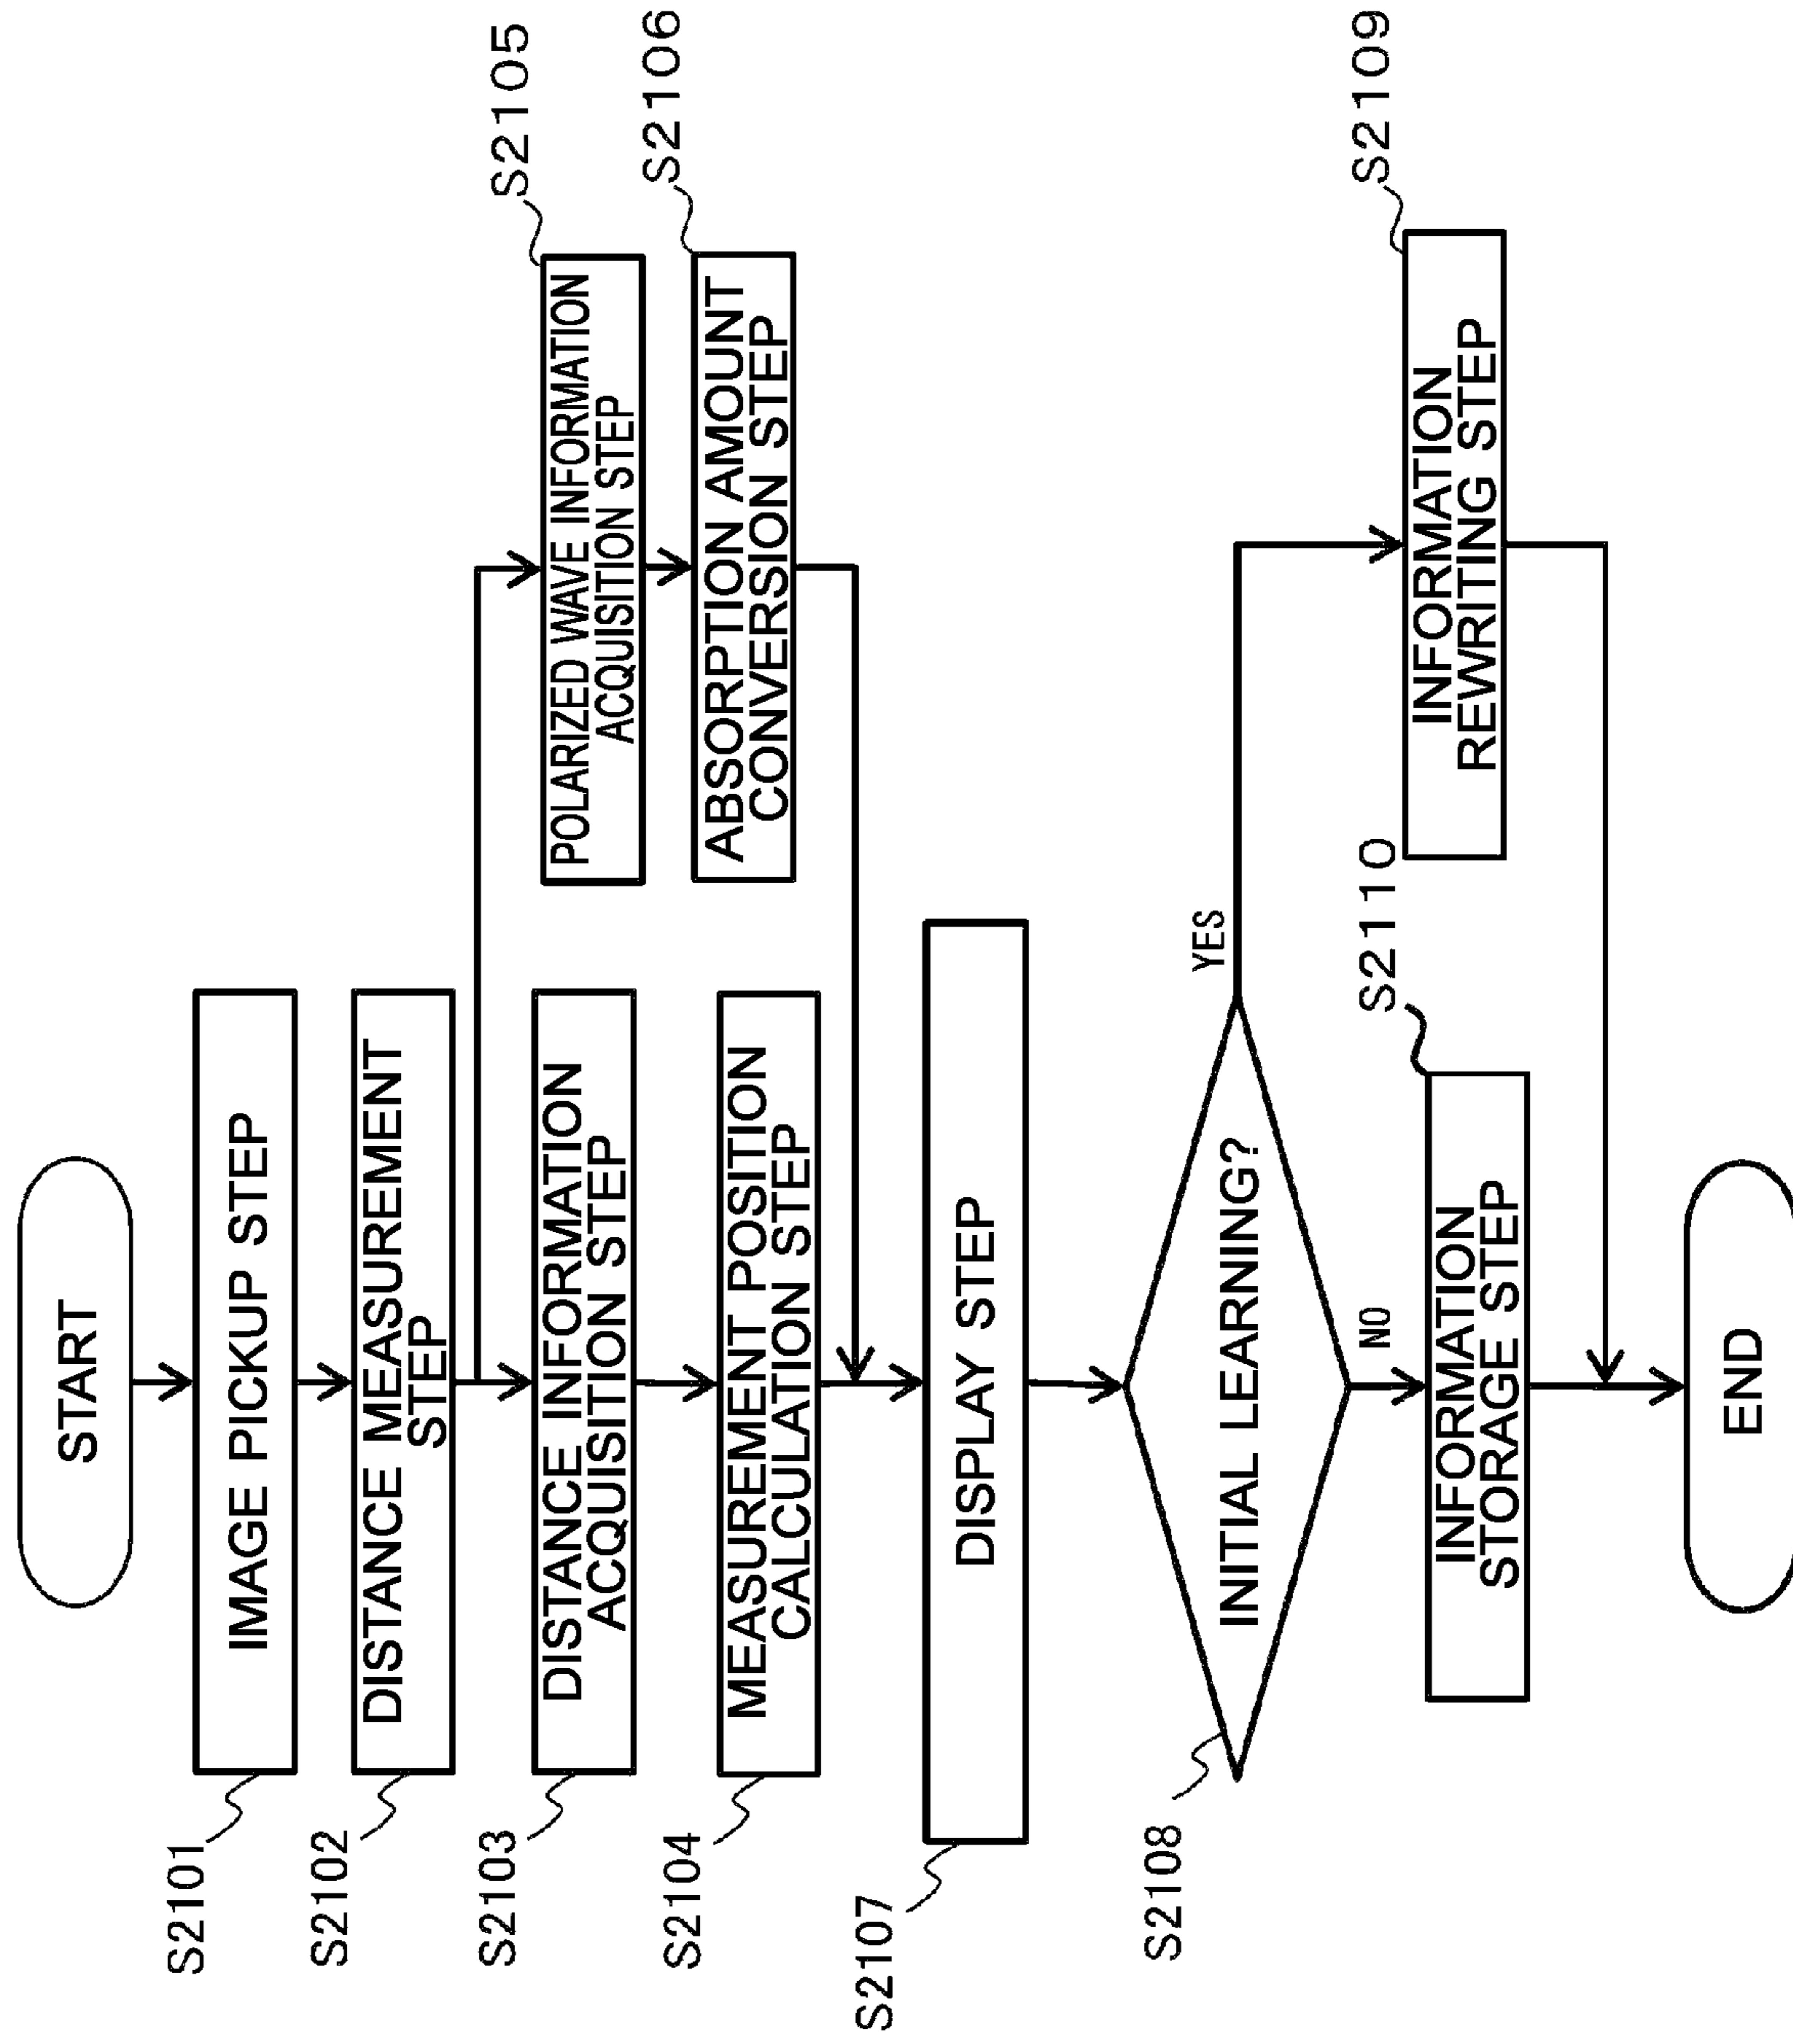 START
S2101
IMAGE PICKUP STEP
S2102
DISTANCE MEASUREMENT
STEP
S2103
DISTANCE INFORMATION
ACQUISITION STEP
S2105
POLARIZED WAVE INFORMATION
ACQUISITION STEP
S2104
MEASUREMENT POSITION
CALCULATION STEP
S2106
ABSORPTION AMOUNT
CONVERSION STEP
S2107
DISPLAY STEP
S2108
INITIAL LEARNING?
YES
NO
S2110
INFORMATION
STORAGE STEP
S2109
INFORMATION
REWRITING STEP
END